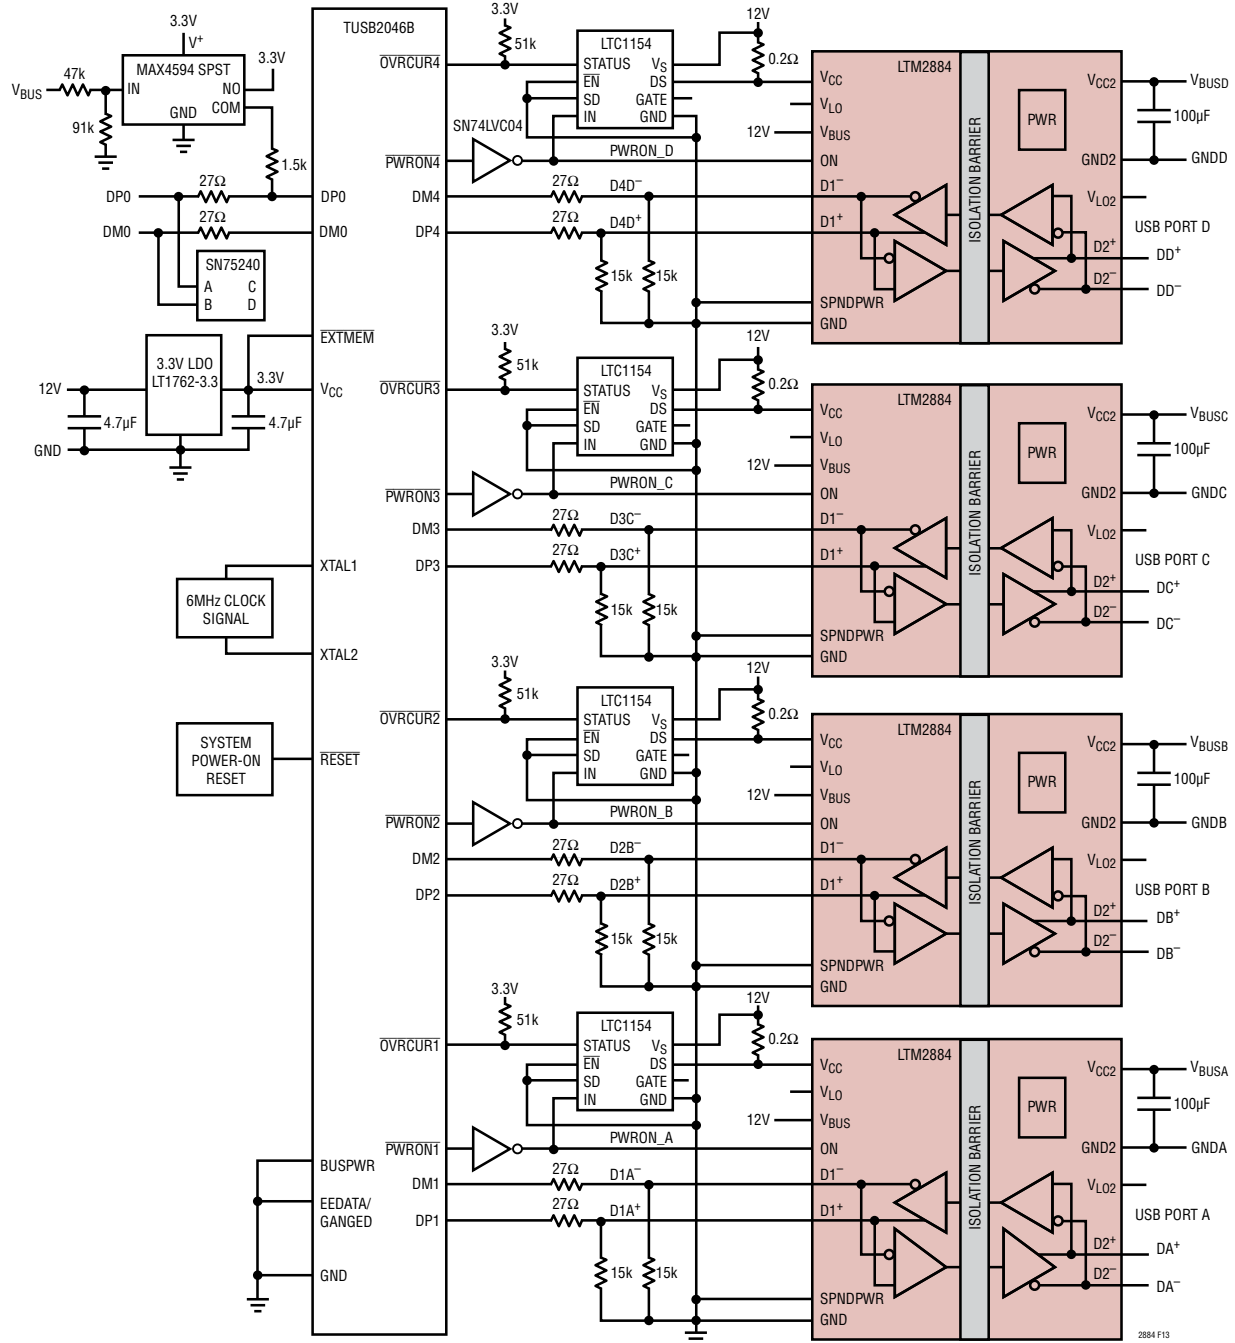 TUSB2046B
3.3V
V+
MAX4594 SPST
IN
NO
COM
GND
3.3V
VBUS
47k
91k
1.5k
DP0
27Ω
DP0
DM0
27Ω
DM0
SN75240
A C
B D
EXTMEM
3.3V LDO
LT1762-3.3
12V
3.3V
VCC
4.7µF
4.7µF
GND
XTAL1
6MHz CLOCK
SIGNAL
XTAL2
SYSTEM
POWER-ON
RESET
RESET
BUSPWR
EEDATA/
GANGED
GND
3.3V
51k
OVRCUR4
LTC1154
STATUS VS
EN DS
SD GATE
IN GND
12V
0.2Ω
SN74LVC04
PWRON4
PWRON_D
DM4
27Ω
D4D−
DP4
27Ω
D4D+
15k
15k
LTM2884
VCC
VLO
12V
VBUS
ON
D1−
D1+
SPNDPWR
GND
ISOLATION BARRIER
PWR
VCC2
VBUSD
100µF
GND2
GNDD
VLO2
USB PORT D
D2+
DD+
D2−
DD−
3.3V
51k
OVRCUR3
LTC1154
STATUS VS
EN DS
SD GATE
IN GND
12V
0.2Ω
PWRON3
PWRON_C
DM3
27Ω
D3C−
DP3
27Ω
D3C+
15k
15k
LTM2884
VCC
VLO
12V
VBUS
ON
D1−
D1+
SPNDPWR
GND
ISOLATION BARRIER
PWR
VCC2
VBUSC
100µF
GND2
GNDC
VLO2
USB PORT C
D2+
DC+
D2−
DC−
3.3V
51k
OVRCUR2
LTC1154
STATUS VS
EN DS
SD GATE
IN GND
12V
0.2Ω
PWRON2
PWRON_B
DM2
27Ω
D2B−
DP2
27Ω
D2B+
15k
15k
LTM2884
VCC
VLO
12V
VBUS
ON
D1−
D1+
SPNDPWR
GND
ISOLATION BARRIER
PWR
VCC2
VBUSB
100µF
GND2
GNDB
VLO2
USB PORT B
D2+
DB+
D2−
DB−
3.3V
51k
OVRCUR1
LTC1154
STATUS VS
EN DS
SD GATE
IN GND
12V
0.2Ω
PWRON1
PWRON_A
DM1
27Ω
D1A−
DP1
27Ω
D1A+
15k
15k
LTM2884
VCC
VLO
12V
VBUS
ON
D1−
D1+
SPNDPWR
GND
ISOLATION BARRIER
PWR
VCC2
VBUSA
100µF
GND2
GNDA
VLO2
USB PORT A
D2+
DA+
D2−
DA−
2884 F13